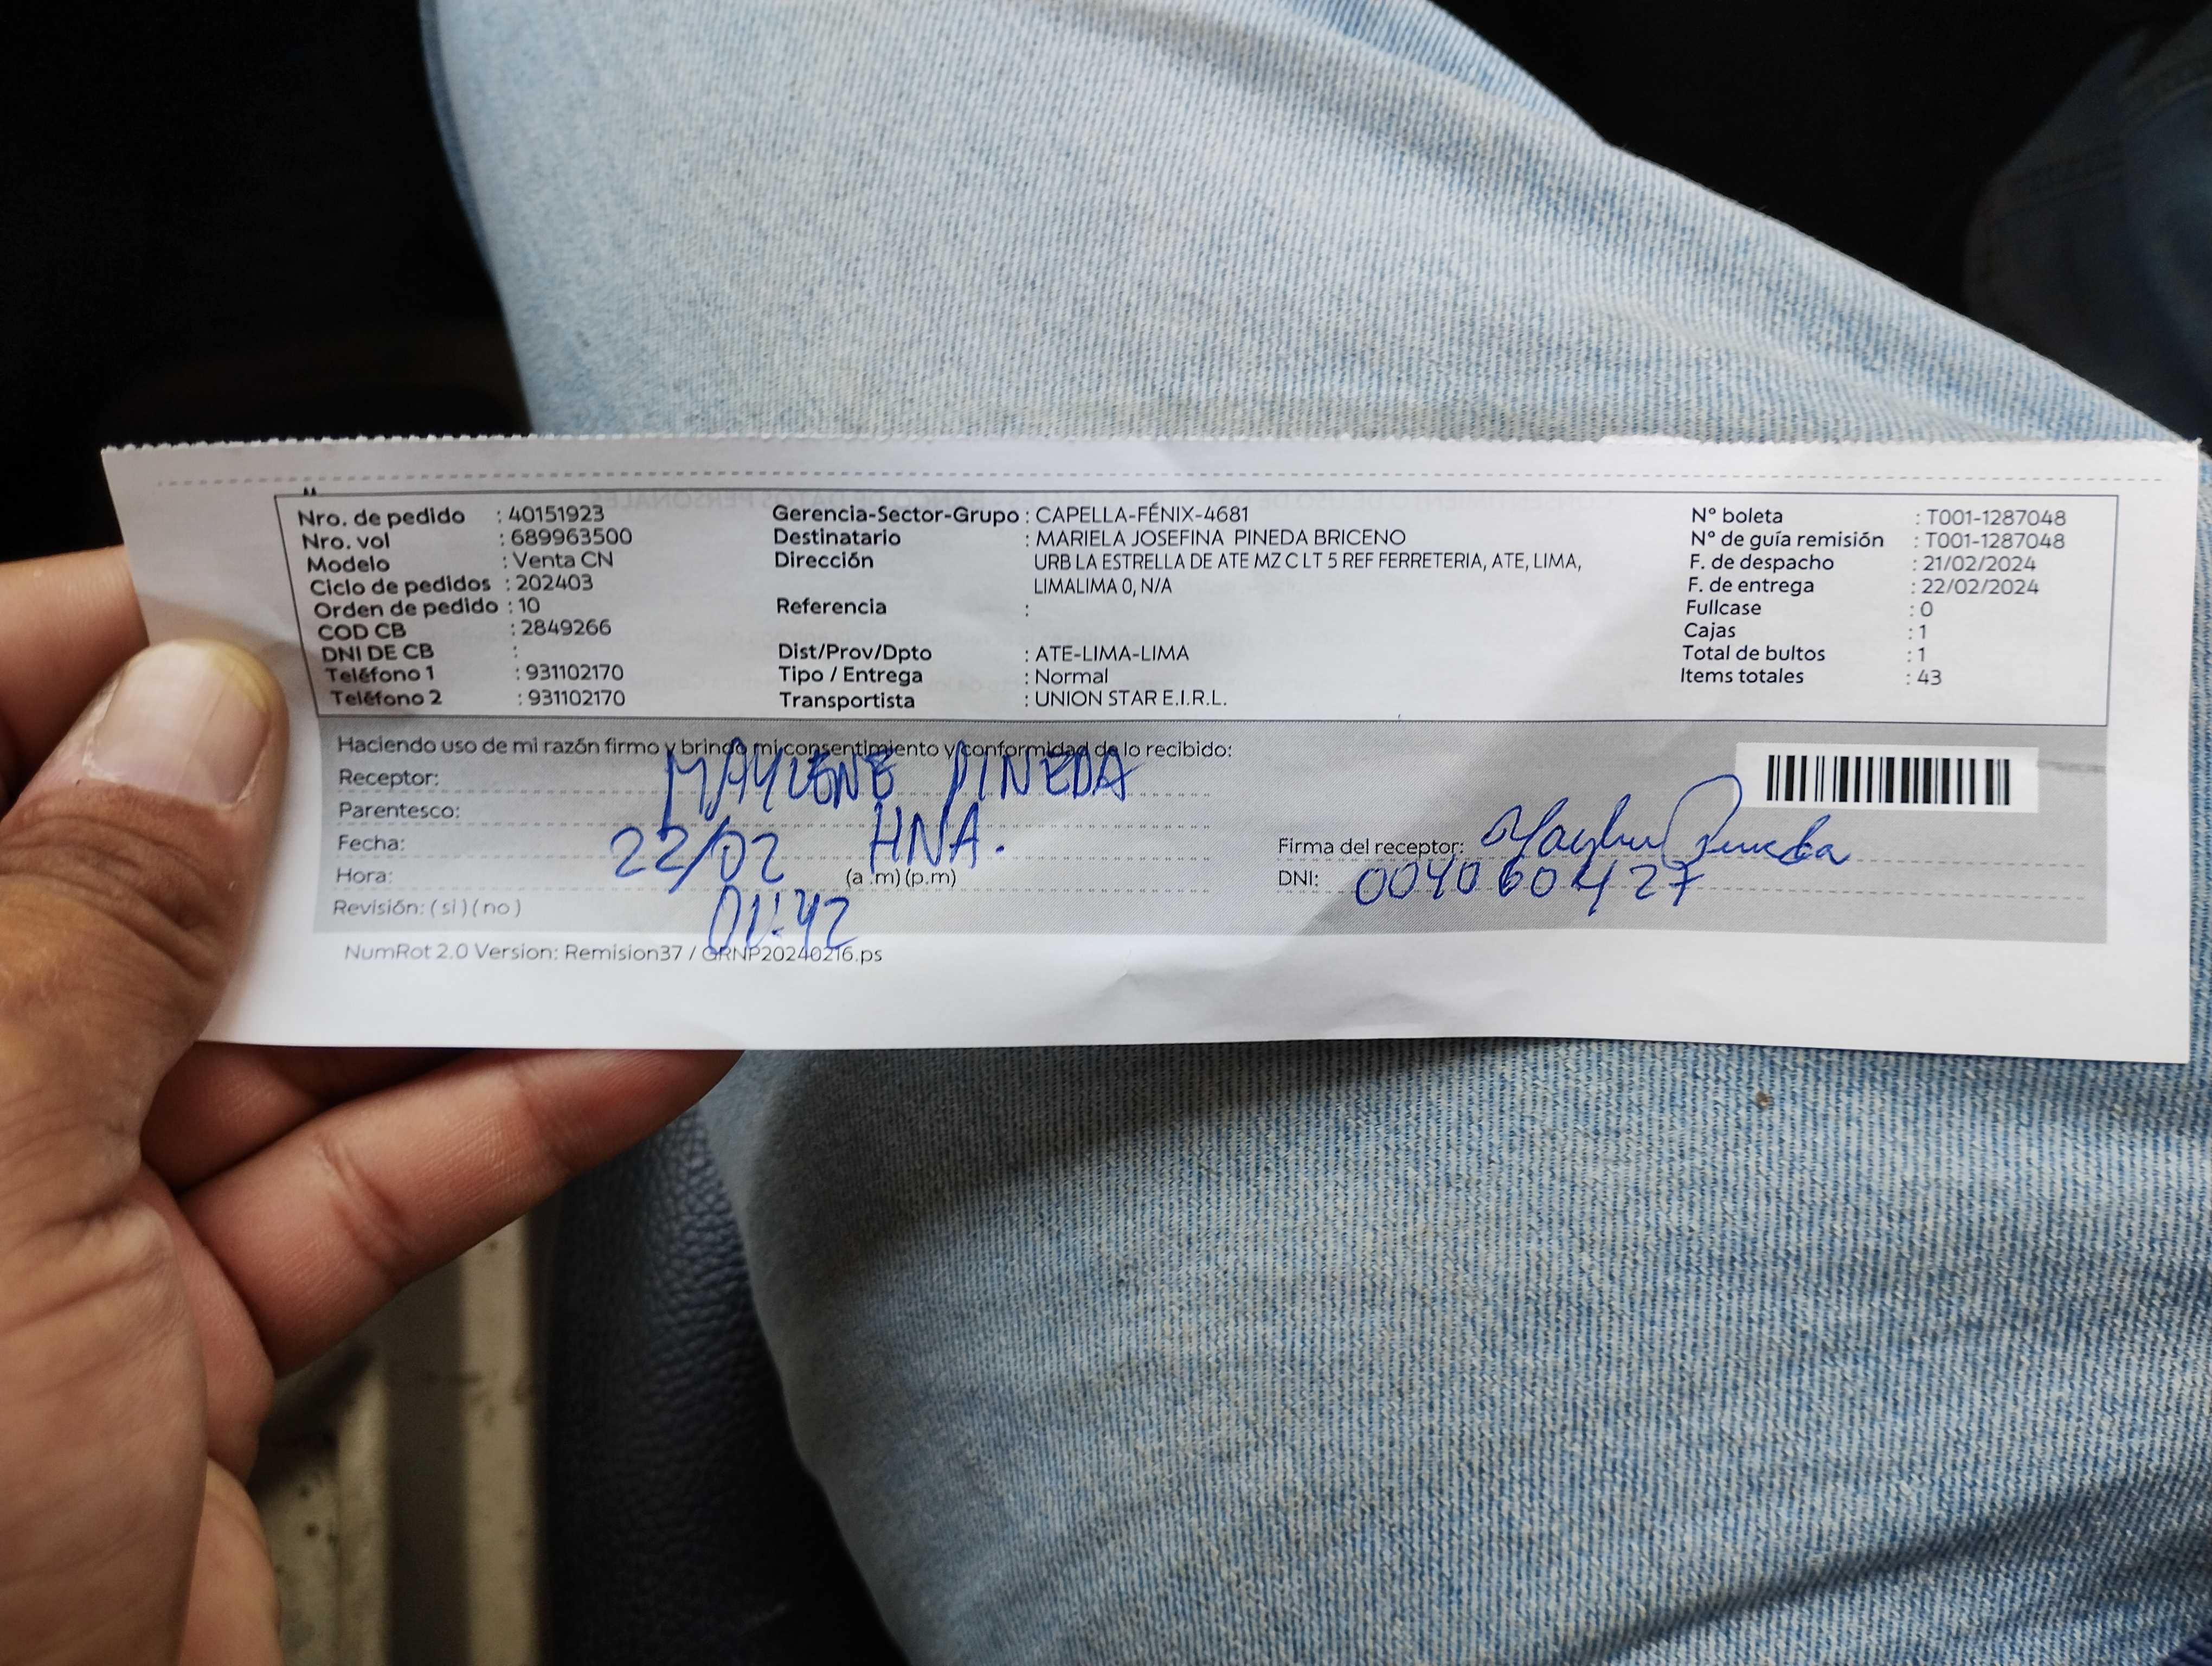 Nro. de pedido : 40151923
Nro. vol : 689963500
Modelo : Venta CN
Ciclo de pedidos : 202403
Orden de pedido : 10
COD CB : 2849266
DNI DE CB :
Teléfono 1 : 931102170
Teléfono 2 : 931102170
Gerencia-Sector-Grupo : CAPELLA-FÉNIX-4681
Destinatario : MARIELA JOSEFINA PINEDA BRICENO
Dirección : URB LA ESTRELLA DE ATE MZ C LT 5 REF FERRETERIA, ATE, LIMA,
LIMALIMA 0, N/A
Referencia :
Dist/Prov/Dpto : ATE-LIMA-LIMA
Tipo / Entrega : Normal
Transportista : UNION STAR E.I.R.L.
N° boleta : T001-1287048
N° de guía remisión : T001-1287048
F. de despacho : 21/02/2024
F. de entrega : 22/02/2024
Fullcase : 0
Cajas : 1
Total de bultos : 1
Items totales : 43
Haciendo uso de mi razón firmo y brindo mi consentimiento y conformidad de lo recibido:
Receptor: MAYLENE PINEDA
Parentesco: HNA.
Fecha: 22/02
Hora: (a .m) (p.m)
01:42
Revisión: ( si ) ( no )
Firma del receptor: Pineda
DNI: 004060427
NumRot 2.0 Version: Remision37 / GRNP20240216.ps